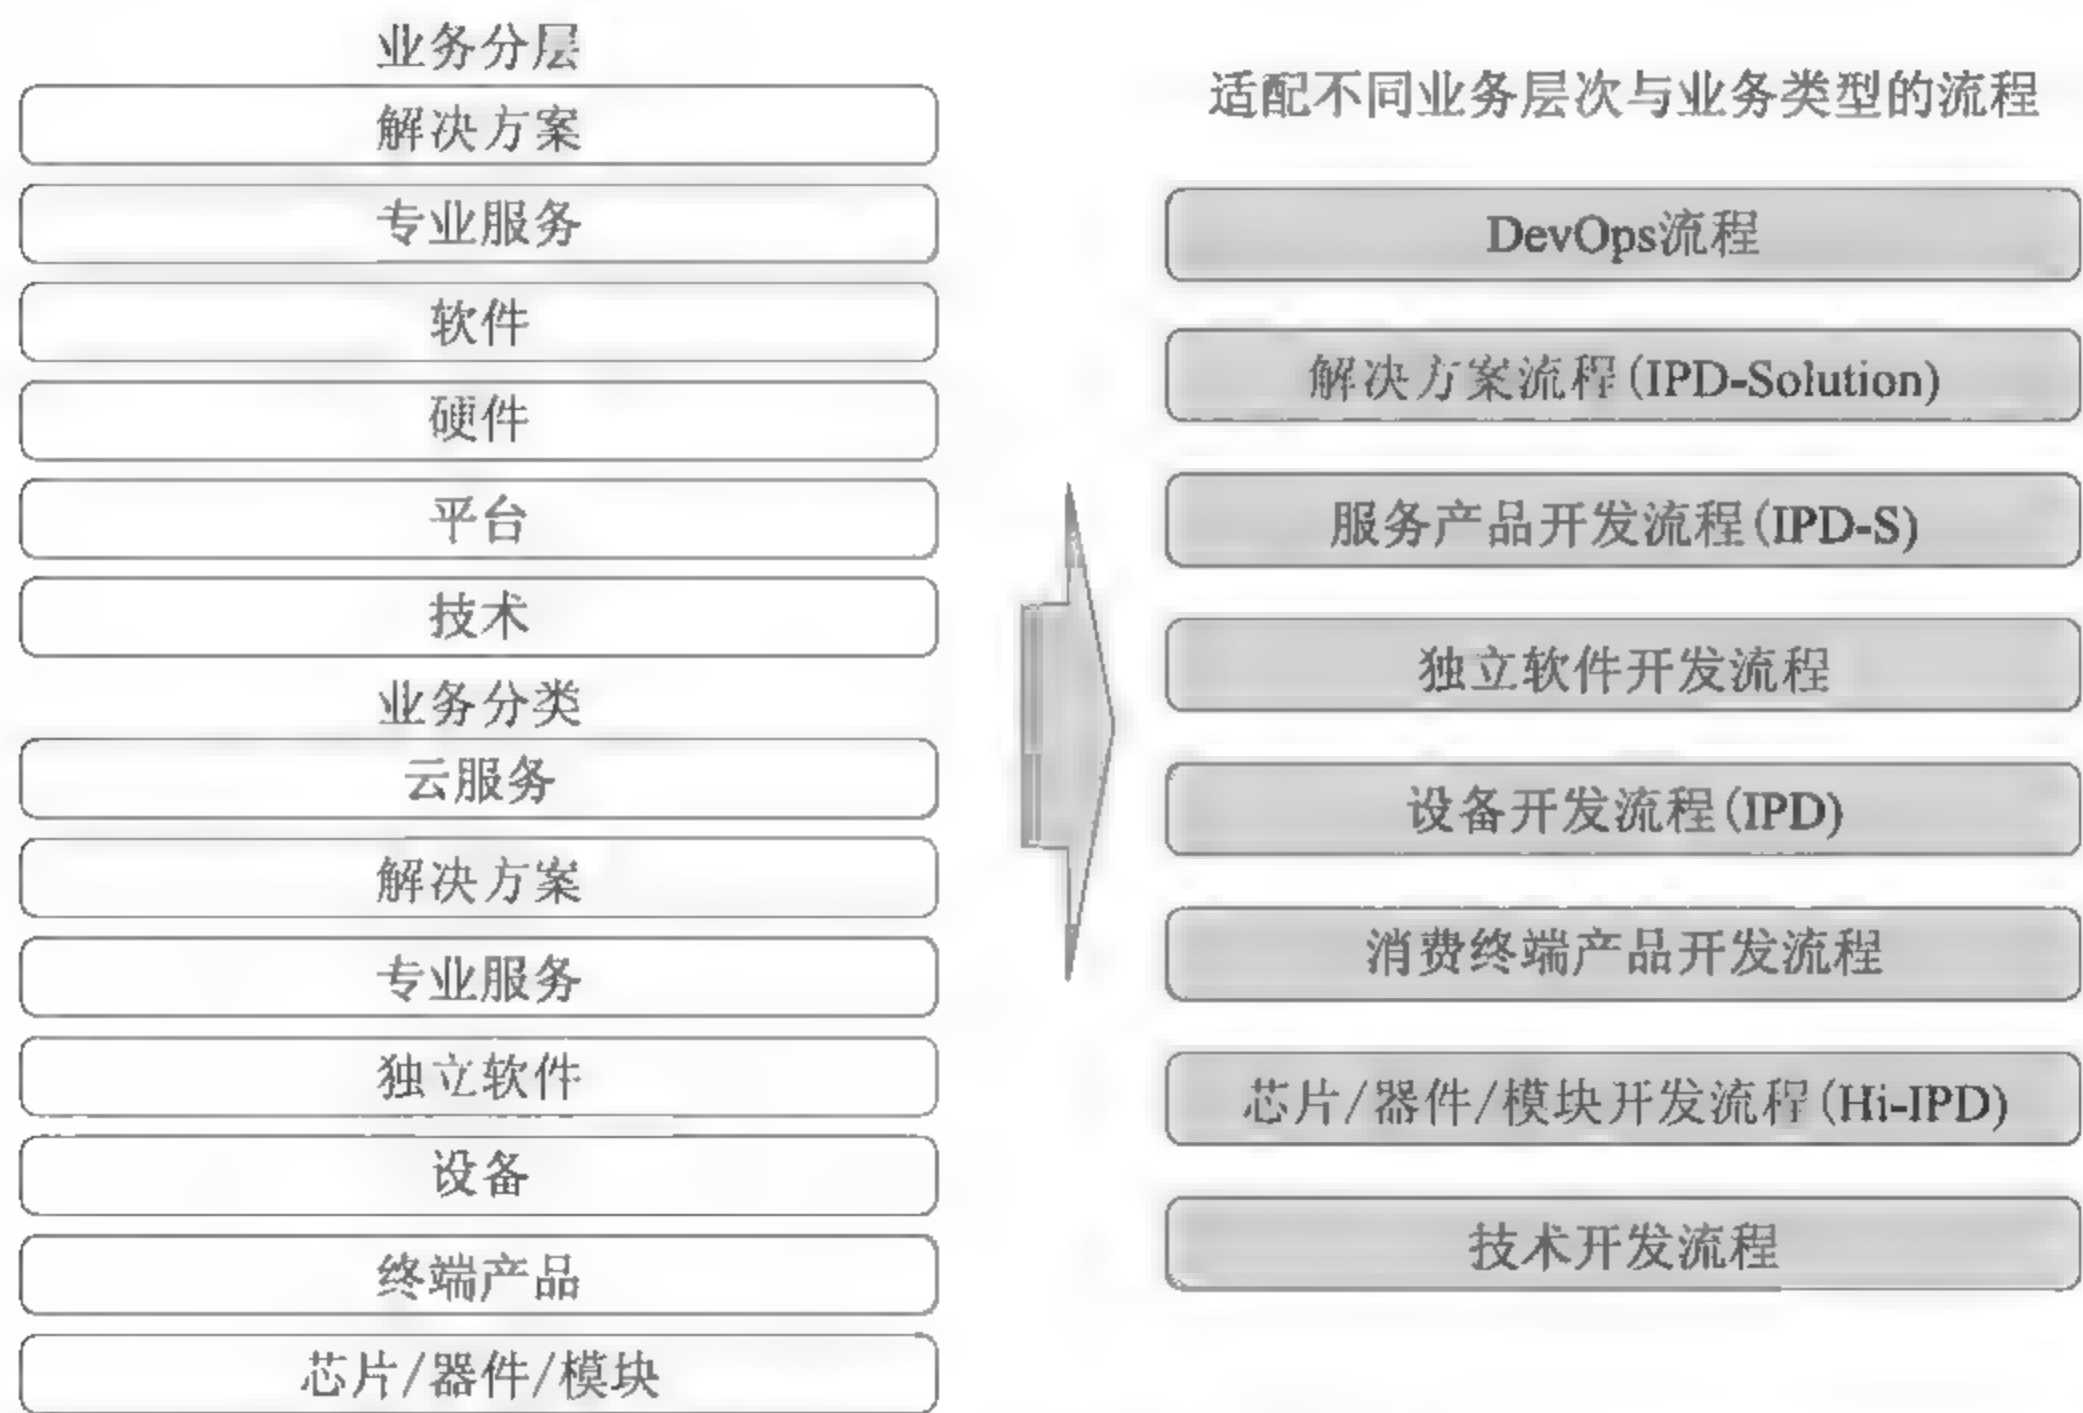 业务分层
解决方案
专业服务
软件
硬件
平台
技术
业务分类
云服务
解决方案
专业服务
独立软件
设备
终端产品
芯片/器件/模块
适配不同业务层次与业务类型的流程
DevOps流程
解决方案流程(IPD-Solution)
服务产品开发流程(IPD-S)
独立软件开发流程
设备开发流程(IPD)
消费终端产品开发流程
芯片/器件/模块开发流程(Hi-IPD)
技术开发流程